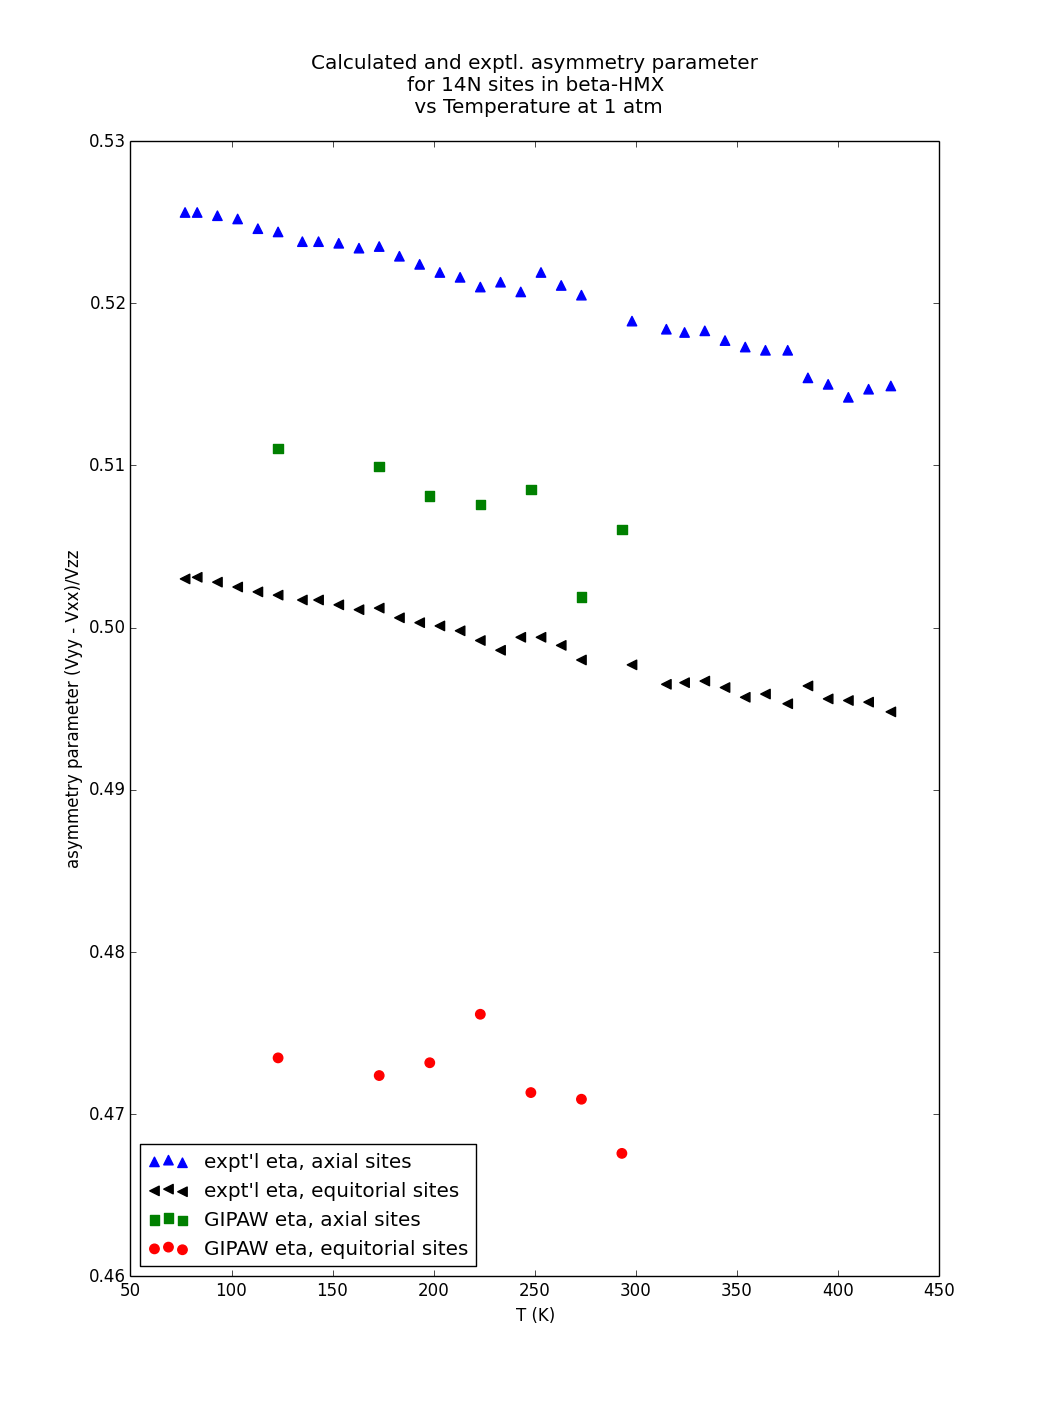 Calculated and exptl. asymmetry parameter
for 14N sites in beta-HMX
vs Temperature at 1 atm
0.53
0.52
0.51
0.50
0.49
0.48
0.47
0.46
asymmetry parameter (Vyy - Vxx)/Vzz
expt'l eta, axial sites
expt'l eta, equitorial sites
GIPAW eta, axial sites
GIPAW eta, equitorial sites
50 100 150 200 250 300 350 400 450
T (K)